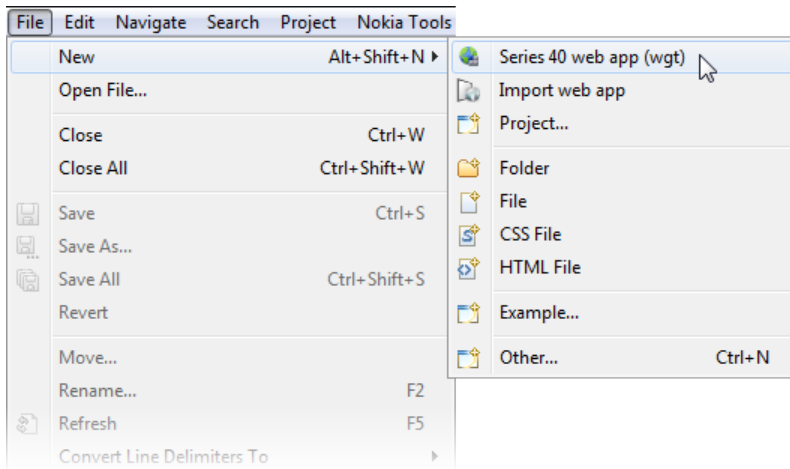 File Edit Navigate Search Project Nokia Tools
New Alt+Shift+N
Open File...
Close Ctrl+W
Close All Ctrl+Shift+W
Save Ctrl+S
Save As...
Save All Ctrl+Shift+S
Revert
Move...
Rename... F2
Refresh F5
Convert Line Delimiters To
Series 40 web app (wgt)
Import web app
Project...
Folder
File
CSS File
HTML File
Example...
Other... Ctrl+N